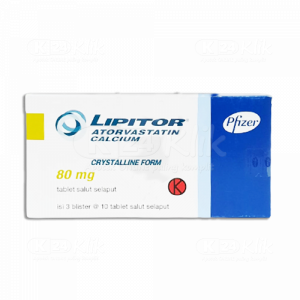 LIPITOR
ATORVASTATIN
CALCIUM
Pfizer
CRYSTALLINE FORM
80 mg
K
tablet salut selaput
isi 3 blister @ 10 tablet salut selaput